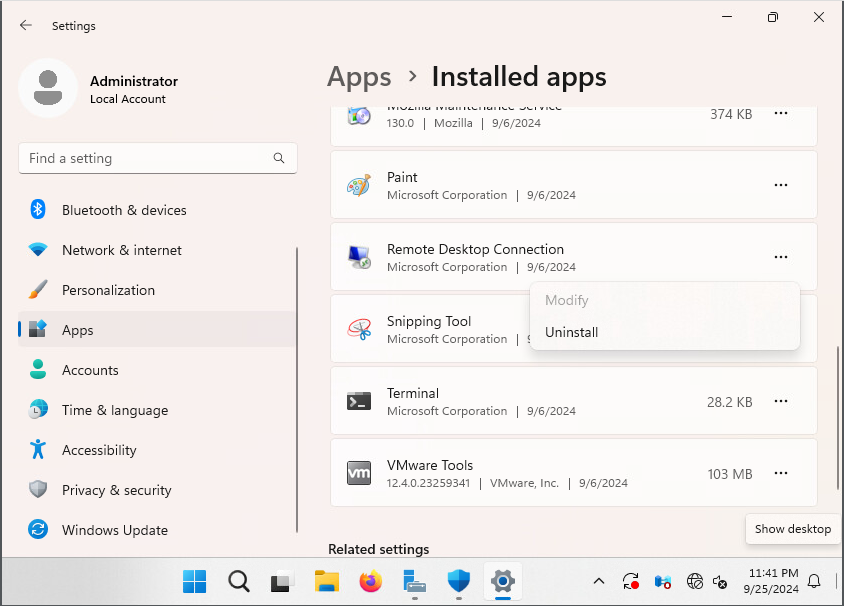 Settings
Administrator
Local Account
Find a setting
Bluetooth & devices
Network & internet
Personalization
Apps
Accounts
Time & language
Accessibility
Privacy & security
Windows Update
Apps > Installed apps
Mozilla Maintenance Service
130.0 | Mozilla | 9/6/2024
374 KB
Paint
Microsoft Corporation | 9/6/2024
Remote Desktop Connection
Microsoft Corporation | 9/6/2024
Modify
Uninstall
Snipping Tool
Microsoft Corporation |
Terminal
Microsoft Corporation | 9/6/2024
28.2 KB
VMware Tools
12.4.0.23259341 | VMware, Inc. | 9/6/2024
103 MB
Related settings
Show desktop
11:41 PM
9/25/2024